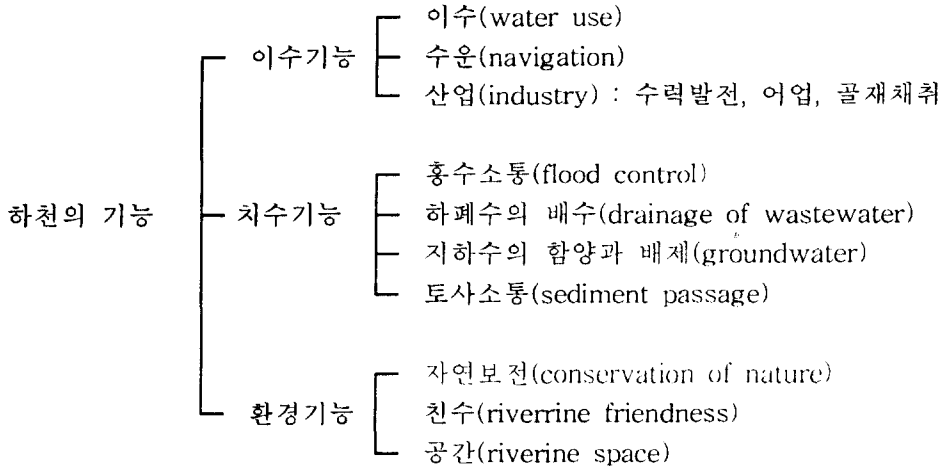 이수(water use)
이수기능
수운(navigation)
산업(industry) : 수력발전, 어업, 골재채취
홍수소통(flood control)
하천의 기능
치수기능
하폐수의 배수(drainage of wastewater)
지하수의 함양과 배제(groundwater)
토사소통(sediment passage)
자연보전(conservation of nature)
환경기능
친수(riverrine friendness)
공간(riverine space)